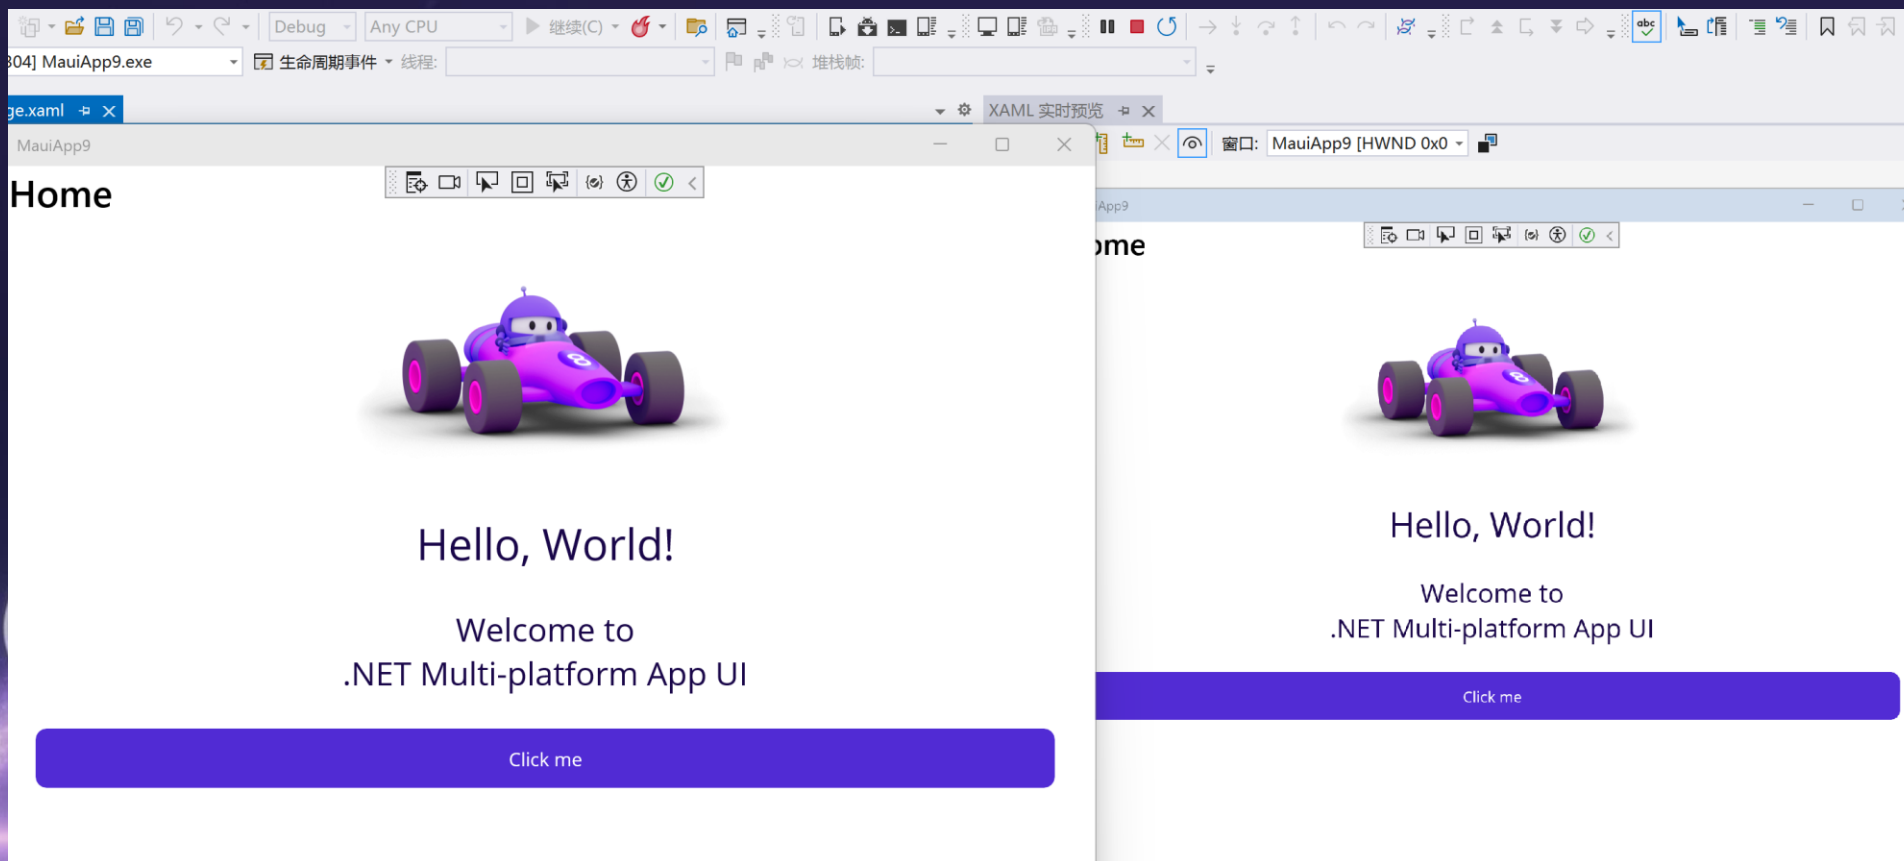 Debug
Any CPU
继续(C)
304] MauiApp9.exe
生命周期事件
线程:
堆栈帧:
ge.xaml
XAML 实时预览
MauiApp9
窗口:
MauiApp9 [HWND 0x0
Home
App9
ome
abc
8
Hello, World!
Welcome to
.NET Multi-platform App UI
Click me
8
Hello, World!
Welcome to
.NET Multi-platform App UI
Click me